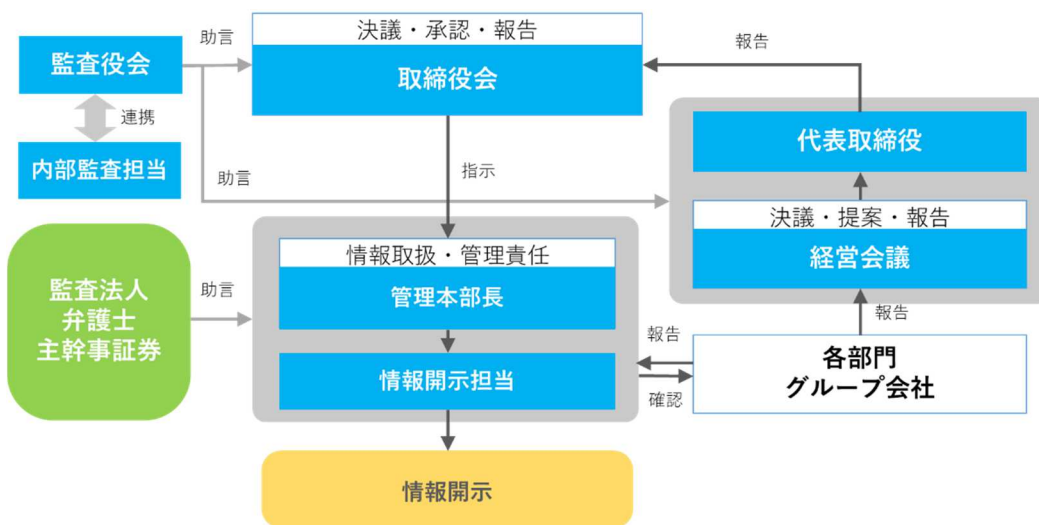 監査役会
助言
決議・承認・報告
取締役会
報告
連携
内部監査担当
助言
指示
代表取締役
決議・提案・報告
経営会議
監査法人
弁護士
主幹事証券
助言
情報取扱・管理責任
管理本部長
情報開示担当
報告
確認
報告
各部門
グループ会社
情報開示